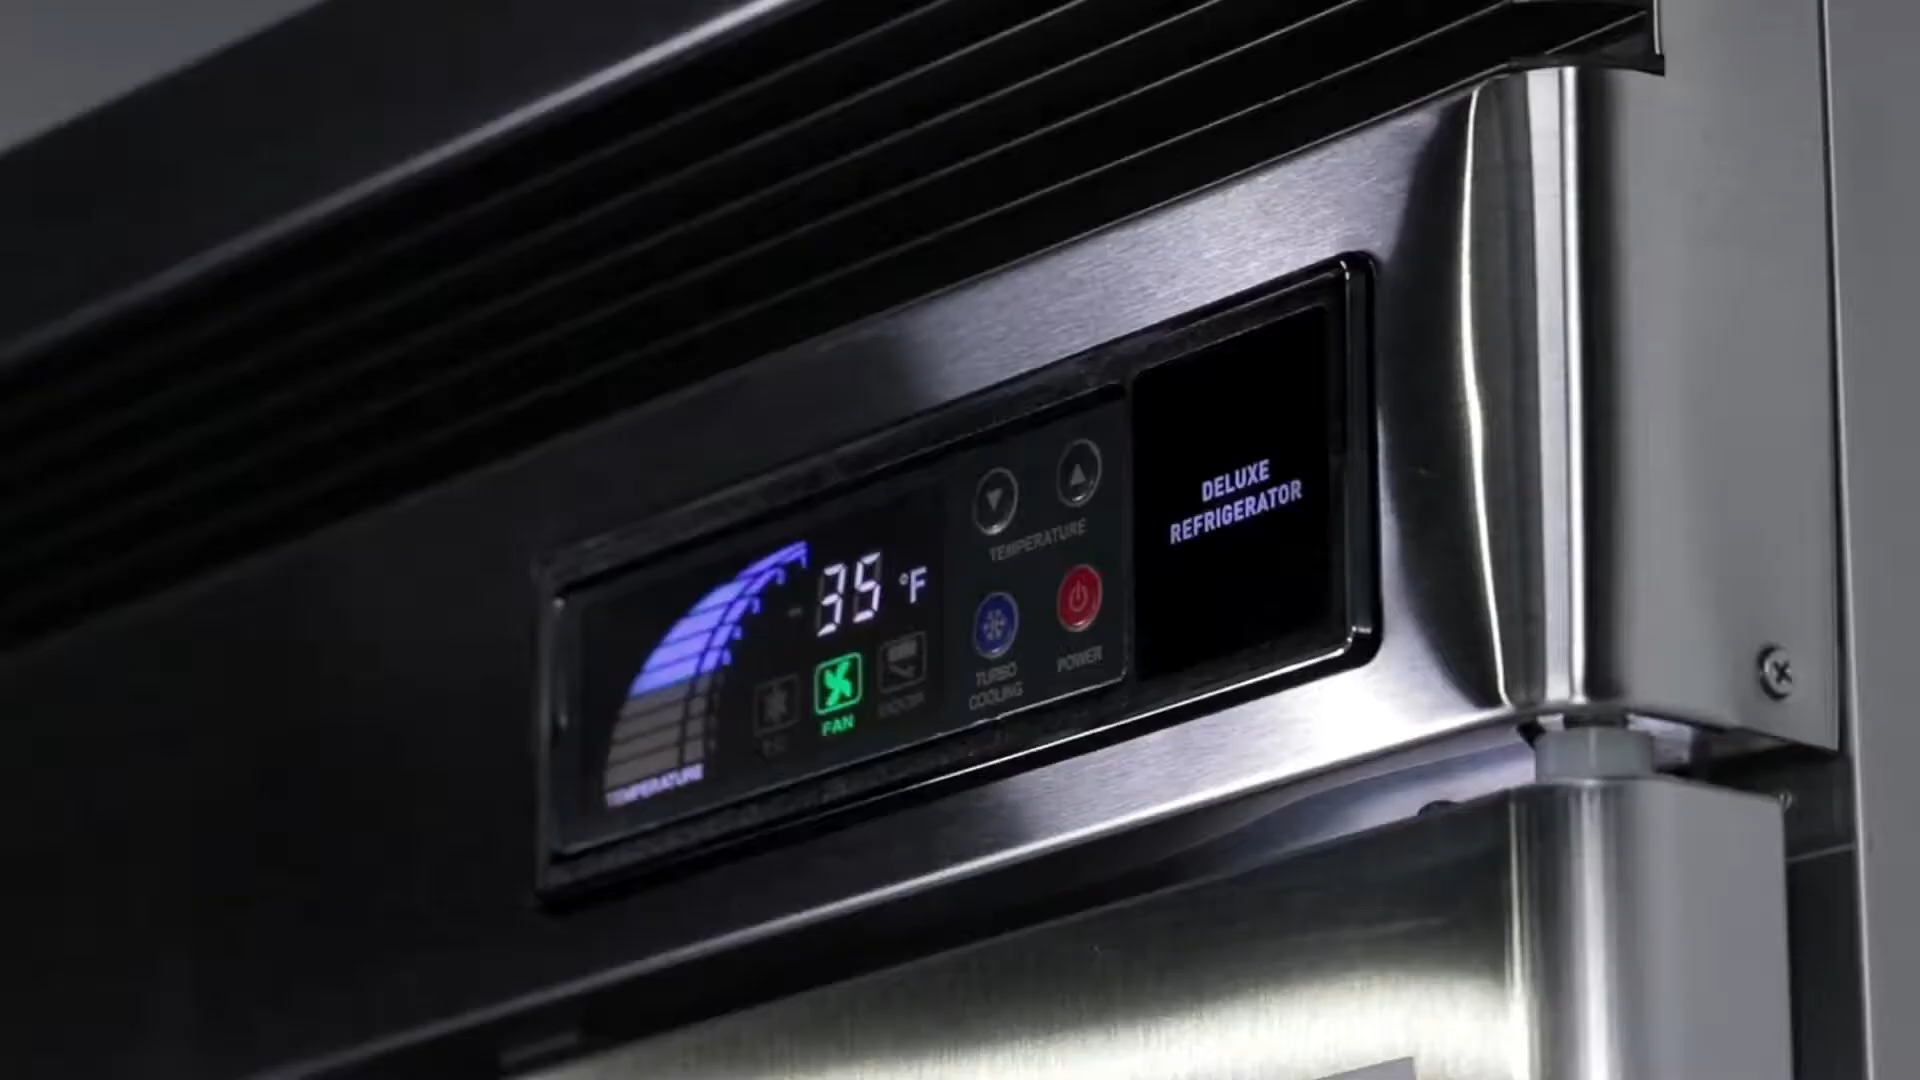 35 °F
FAN
TEMPERATURE
TEMPERATURE
TURBO
COOLING
POWER
DELUXE
REFRIGERATOR